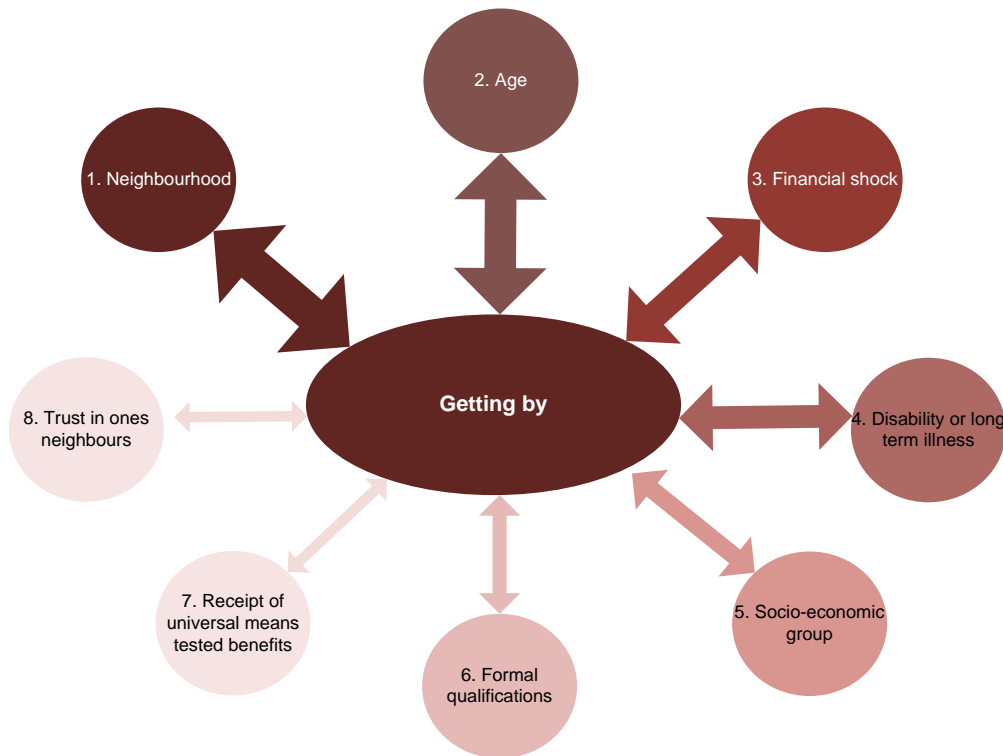 2. Age
1. Neighbourhood
3. Financial shock
Getting by
8. Trust in ones
neighbours
4. Disability or long
term illness
7. Receipt of
universal means
tested benefits
5. Socio-economic
group
6. Formal
qualifications